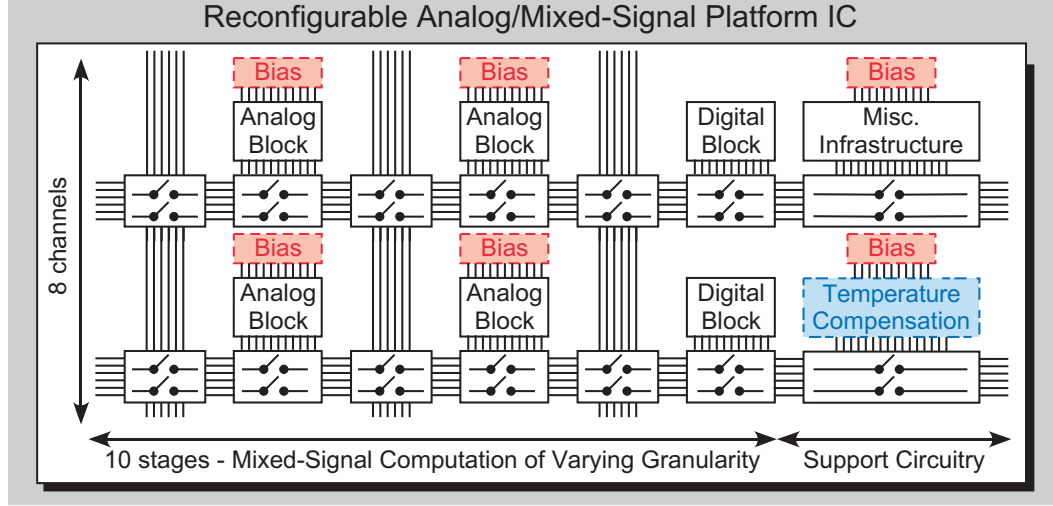 Reconfigurable Analog/Mixed-Signal Platform IC
8 channels
Bias
Bias
Bias
Analog
Block
Analog
Block
Digital
Block
Misc.
Infrastructure
Bias
Bias
Bias
Analog
Block
Analog
Block
Digital
Block
Temperature
Compensation
10 stages - Mixed-Signal Computation of Varying Granularity
Support Circuitry